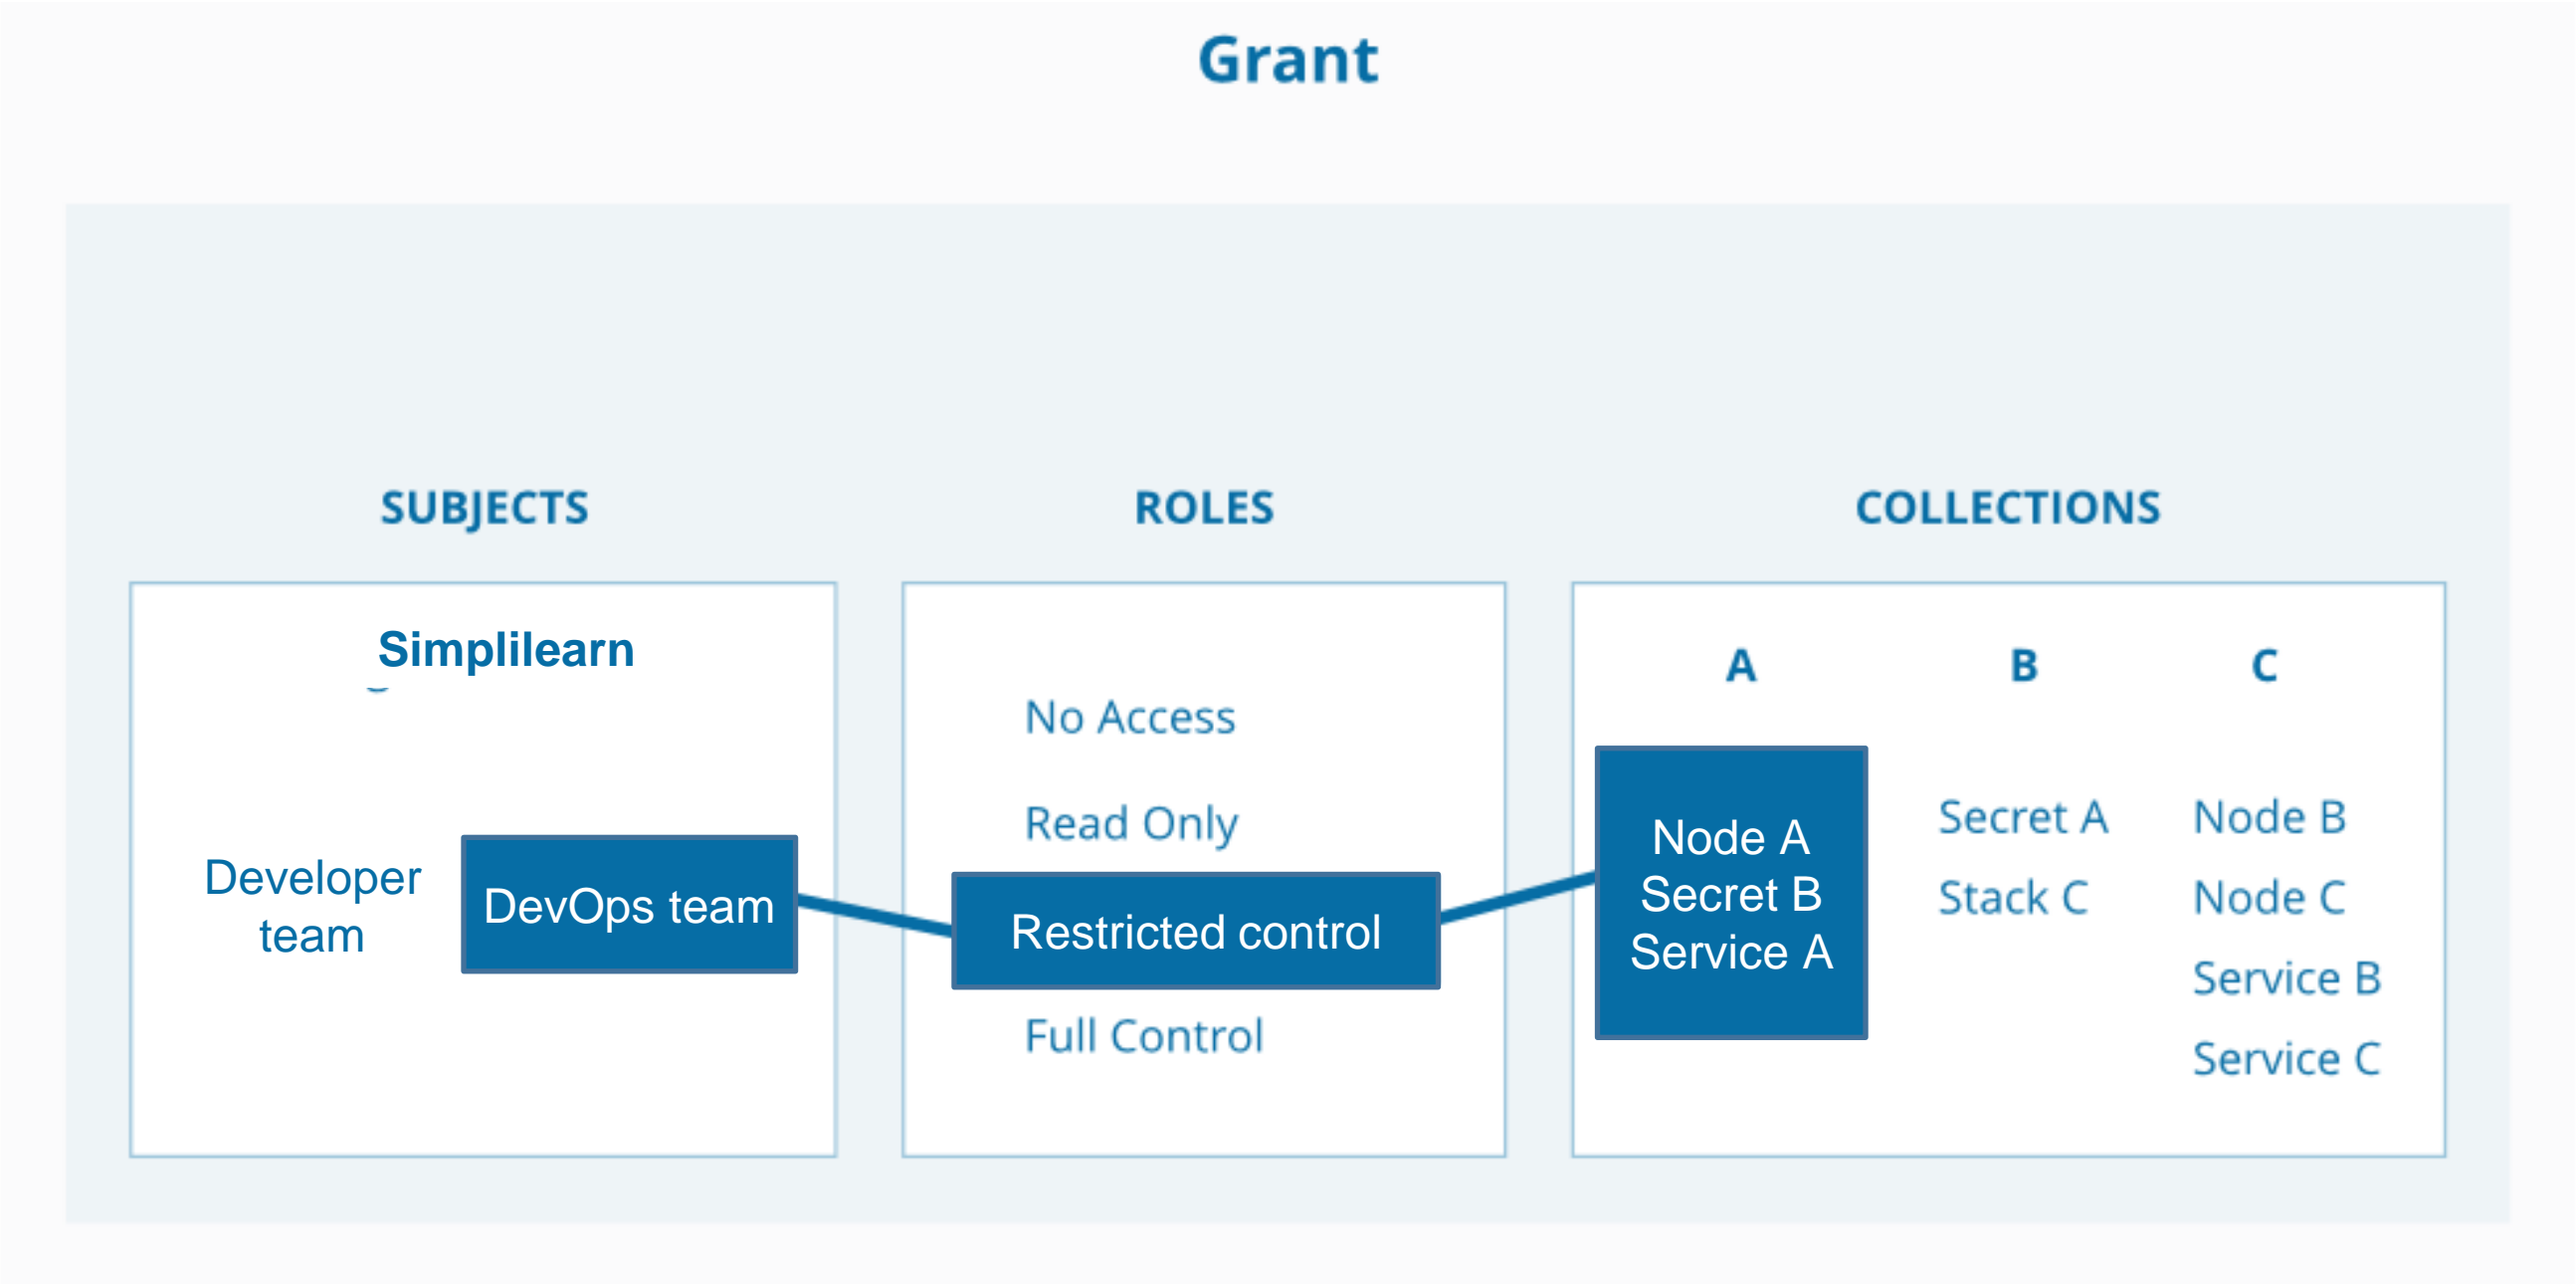 Grant
SUBJECTS
ROLES
COLLECTIONS
Simplilearn
Developer
team
DevOps team
No Access
Read Only
Restricted control
Full Control
A
B
C
Node A
Secret B
Service A
Secret A
Stack C
Node B
Node C
Service B
Service C